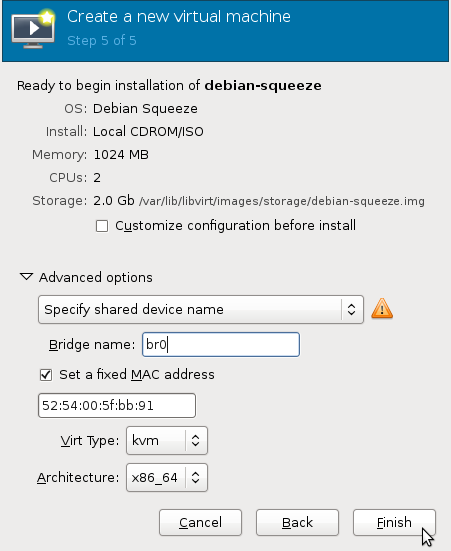 Create a new virtual machine
Step 5 of 5
Ready to begin installation of debian-squeeze
OS: Debian Squeeze
Install: Local CDROM/ISO
Memory: 1024 MB
CPUs: 2
Storage: 2.0 Gb /var/lib/libvirt/images/storage/debian-squeeze.img
Customize configuration before install
Advanced options
Specify shared device name
Bridge name: br0
Set a fixed MAC address
52:54:00:5f:bb:91
Virt Type: kvm
Architecture: x86_64
Cancel Back Finish